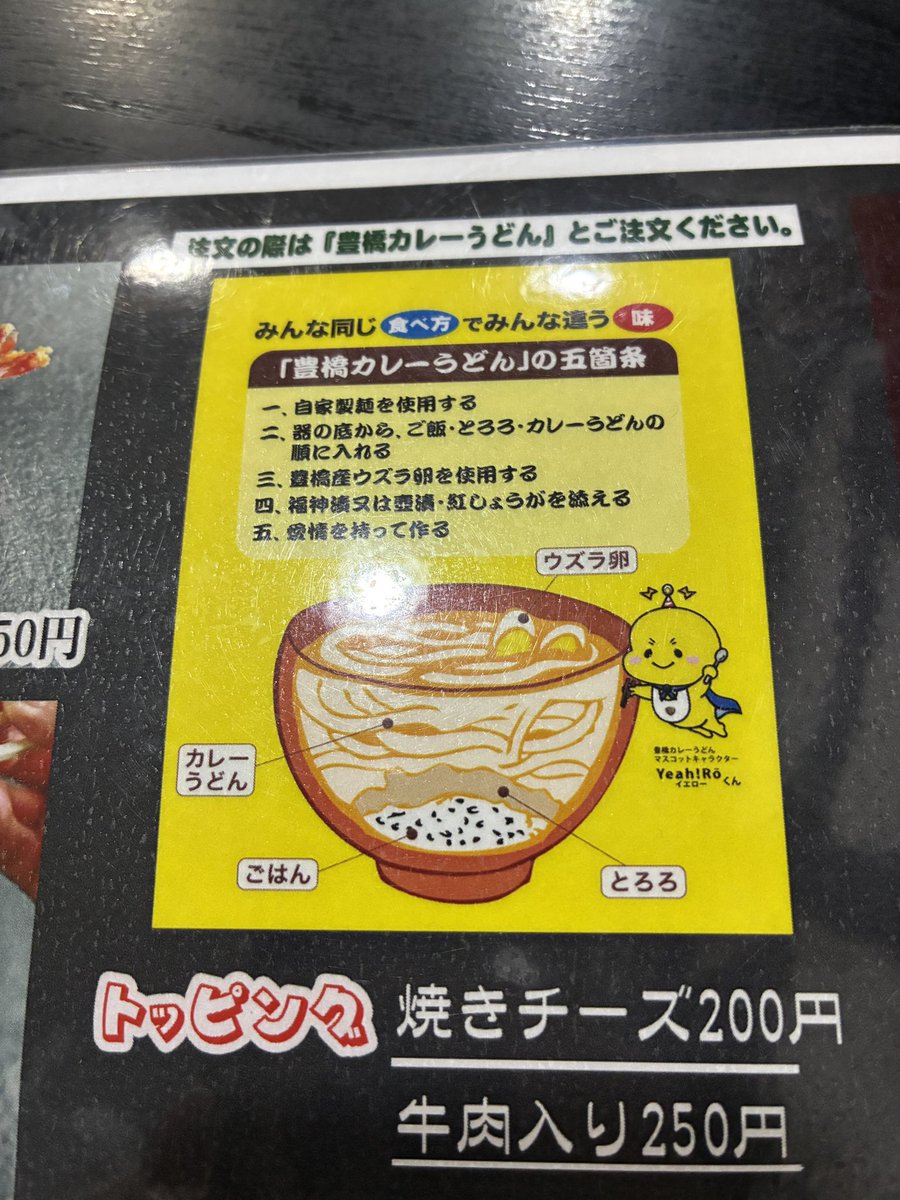 注文の際は『豊橋カレーうどん』とご注文ください。
みんな同じ食べ方でみんな違う味
「豊橋カレーうどん」の五箇条
一、自家製麺を使用する
二、器の底から、ご飯・とろろ・カレーうどんの
順に入れる
三、豊橋産ウズラ卵を使用する
四、福神漬又は壺漬・紅しょうがを添える
五、愛情を持って作る
ウズラ卵
カレー
うどん
ごはん
とろろ
豊橋カレーうどん
マスコットキャラクター
Yeah!Röくん
イエロー
50円
トッピング
焼きチーズ200円
牛肉入り250円